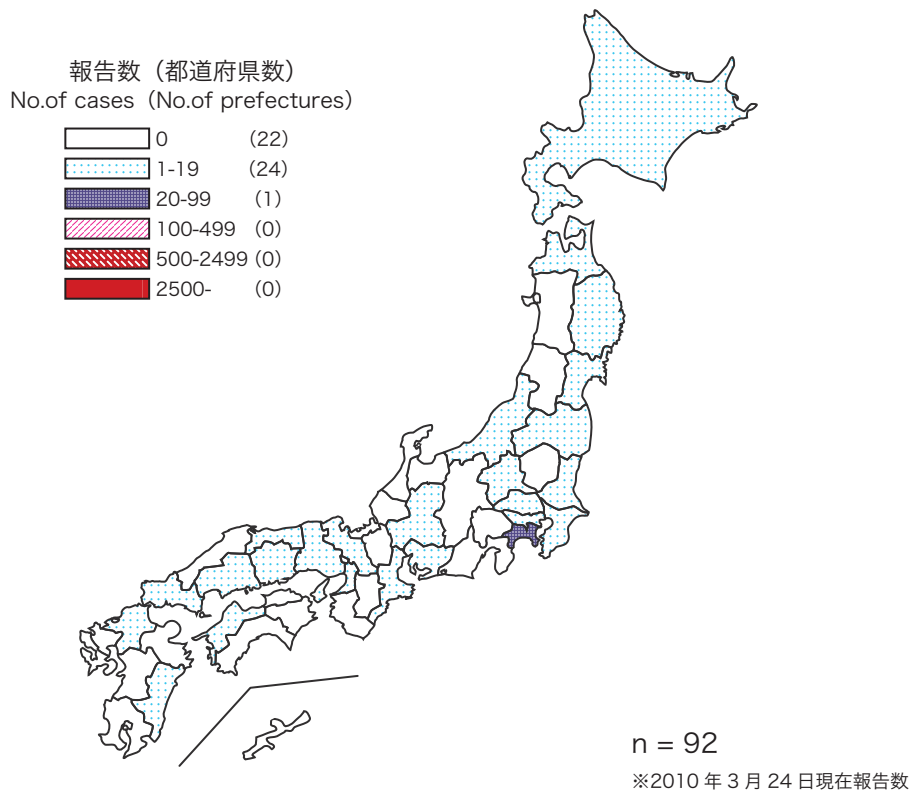 報告数（都道府県数）
No.of cases（No.of prefectures）
0 （22）
1-19 （24）
20-99 （1）
100-499 （0）
500-2499（0）
2500- （0）
n = 92
※2010 年 3 月 24 日現在報告数